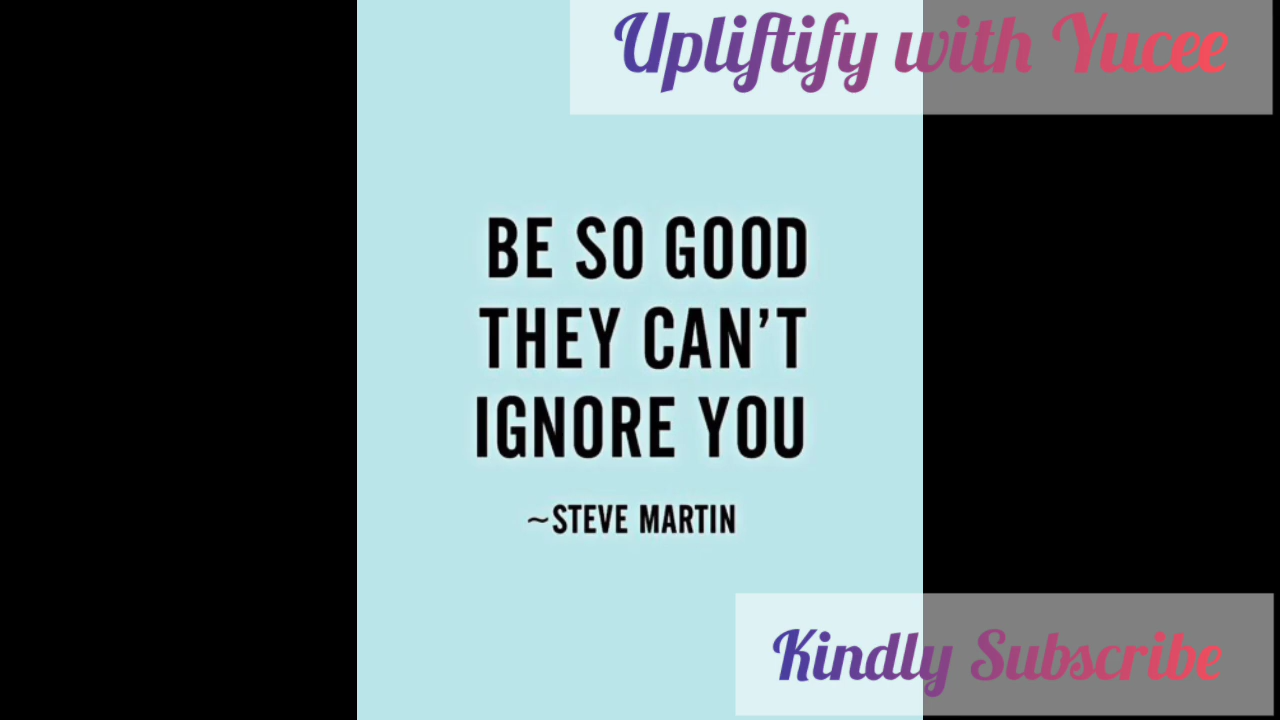 Upliftify with Yucee
BE SO GOOD
THEY CAN'T
IGNORE YOU
~STEVE MARTIN
Kindly Subscribe